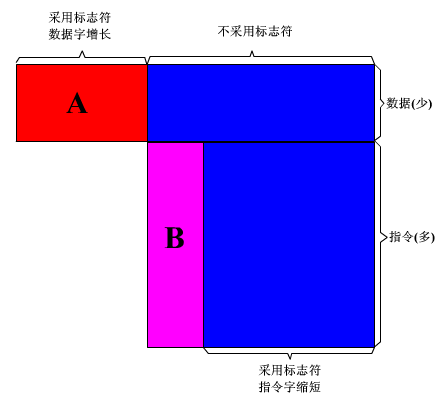 采用标志符
数据字增长
不采用标志符
A
数据(少)
B
指令(多)
采用标志符
指令字缩短